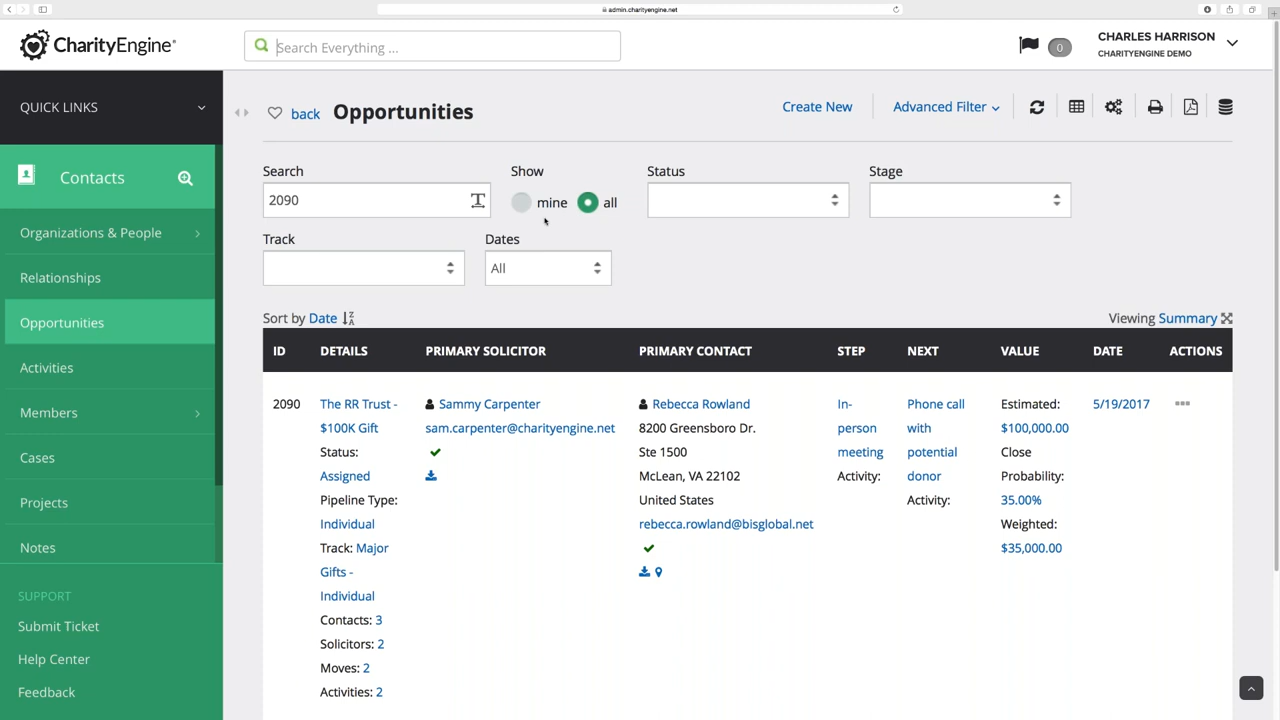 admin.charityengine.net
CharityEngine
Search Everything ...
0
CHARLES HARRISON
CHARITYENGINE DEMO
QUICK LINKS
Contacts
Organizations & People
Relationships
Opportunities
Activities
Members
Cases
Projects
Notes
SUPPORT
Submit Ticket
Help Center
Feedback
back Opportunities
Create New
Advanced Filter
Search
2090
Show
mine all
Status
Stage
Track
Dates
All
Sort by Date
Viewing Summary
ID DETAILS PRIMARY SOLICITOR PRIMARY CONTACT STEP NEXT VALUE DATE ACTIONS
2090
The RR Trust -
$100K Gift
Status:
Assigned
Pipeline Type:
Individual
Track: Major
Gifts -
Individual
Contacts: 3
Solicitors: 2
Moves: 2
Activities: 2
Sammy Carpenter
sam.carpenter@charityengine.net
Rebecca Rowland
8200 Greensboro Dr.
Ste 1500
McLean, VA 22102
United States
rebecca.rowland@bisglobal.net
In-
person
meeting
Activity:
Phone call
with
potential
donor
Activity:
Estimated:
$100,000.00
Close
Probability:
35.00%
Weighted:
$35,000.00
5/19/2017